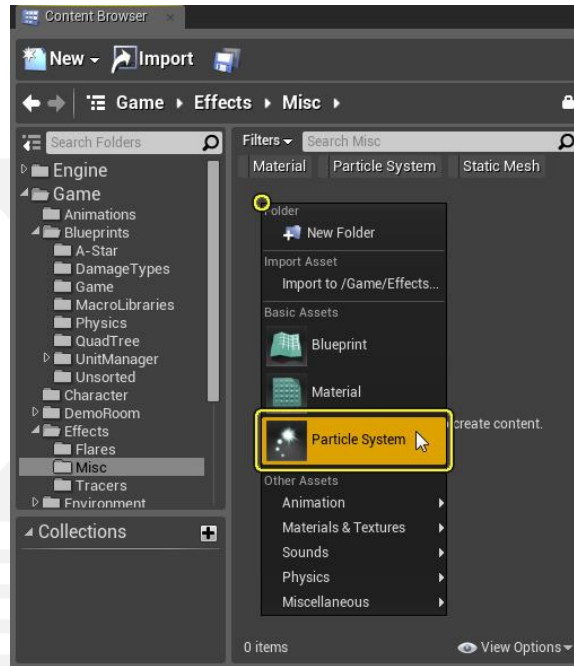 Content Browser
New Import
Game Effects Misc
Search Folders
Engine
Game
Animations
Blueprints
A-Star
DamageTypes
Game
MacroLibraries
Physics
QuadTree
UnitManager
Unsorted
Character
DemoRoom
Effects
Flares
Misc
Tracers
Environment
Collections
Filters Search Misc
Material Particle System Static Mesh
Folder
New Folder
Import Asset
Import to /Game/Effects...
Basic Assets
Blueprint
Material
Particle System
create content.
Other Assets
Animation
Materials & Textures
Sounds
Physics
Miscellaneous
0 items View Options